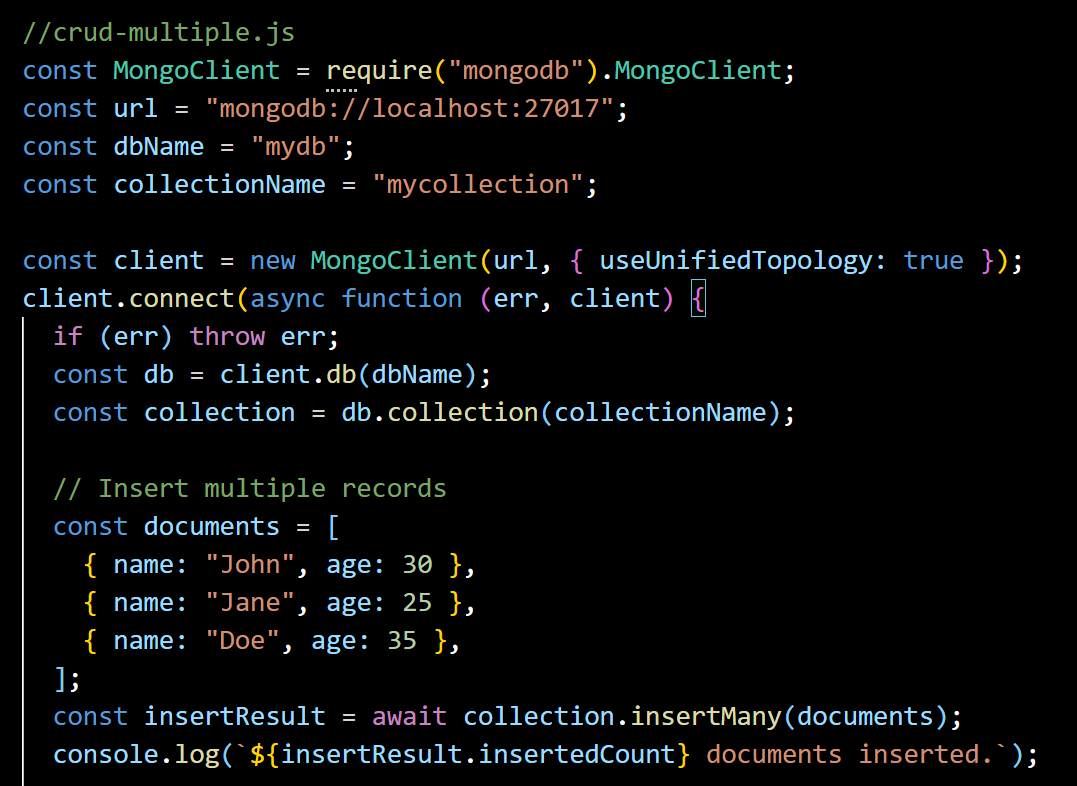 //crud-multiple.js
const MongoClient = require("mongodb").MongoClient;
const url = "mongodb://localhost:27017";
const dbName = "mydb";
const collectionName = "mycollection";

const client = new MongoClient(url, { useUnifiedTopology: true });
client.connect(async function (err, client) {
  if (err) throw err;
  const db = client.db(dbName);
  const collection = db.collection(collectionName);

  // Insert multiple records
  const documents = [
    { name: "John", age: 30 },
    { name: "Jane", age: 25 },
    { name: "Doe", age: 35 },
  ];
  const insertResult = await collection.insertMany(documents);
  console.log(`${insertResult.insertedCount} documents inserted.`);